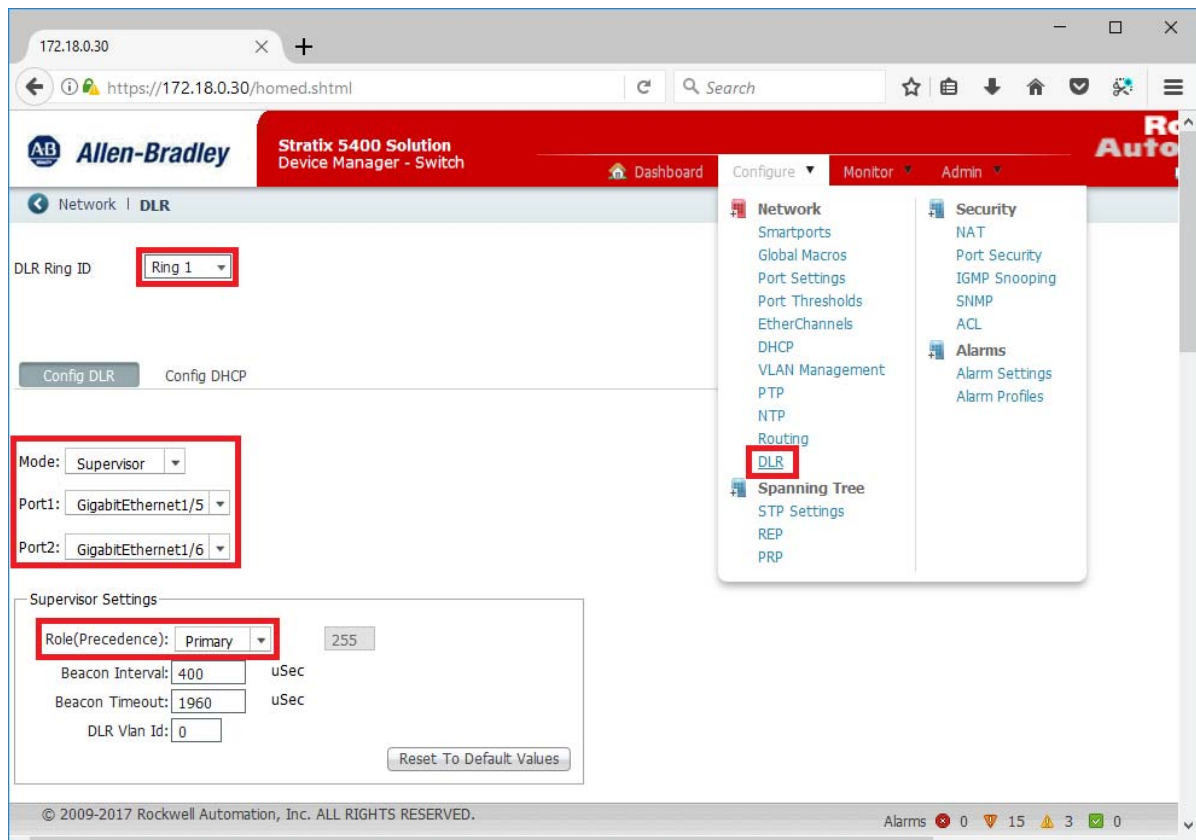 172.18.0.30
https://172.18.0.30/homed.shtml
Search
AB Allen-Bradley
Stratix 5400 Solution
Device Manager - Switch
Ro
Auto
Dashboard Configure Monitor Admin
Network | DLR
DLR Ring ID Ring 1
Config DLR Config DHCP
Mode: Supervisor
Port1: GigabitEthernet1/5
Port2: GigabitEthernet1/6
Supervisor Settings
Role(Precedence): Primary 255
Beacon Interval: 400 uSec
Beacon Timeout: 1960 uSec
DLR Vlan Id: 0
Reset To Default Values
Network
Smartports
Global Macros
Port Settings
Port Thresholds
EtherChannels
DHCP
VLAN Management
PTP
NTP
Routing
DLR
Spanning Tree
STP Settings
REP
PRP
Security
NAT
Port Security
IGMP Snooping
SNMP
ACL
Alarms
Alarm Settings
Alarm Profiles
© 2009-2017 Rockwell Automation, Inc. ALL RIGHTS RESERVED.
Alarms 0 15 3 0